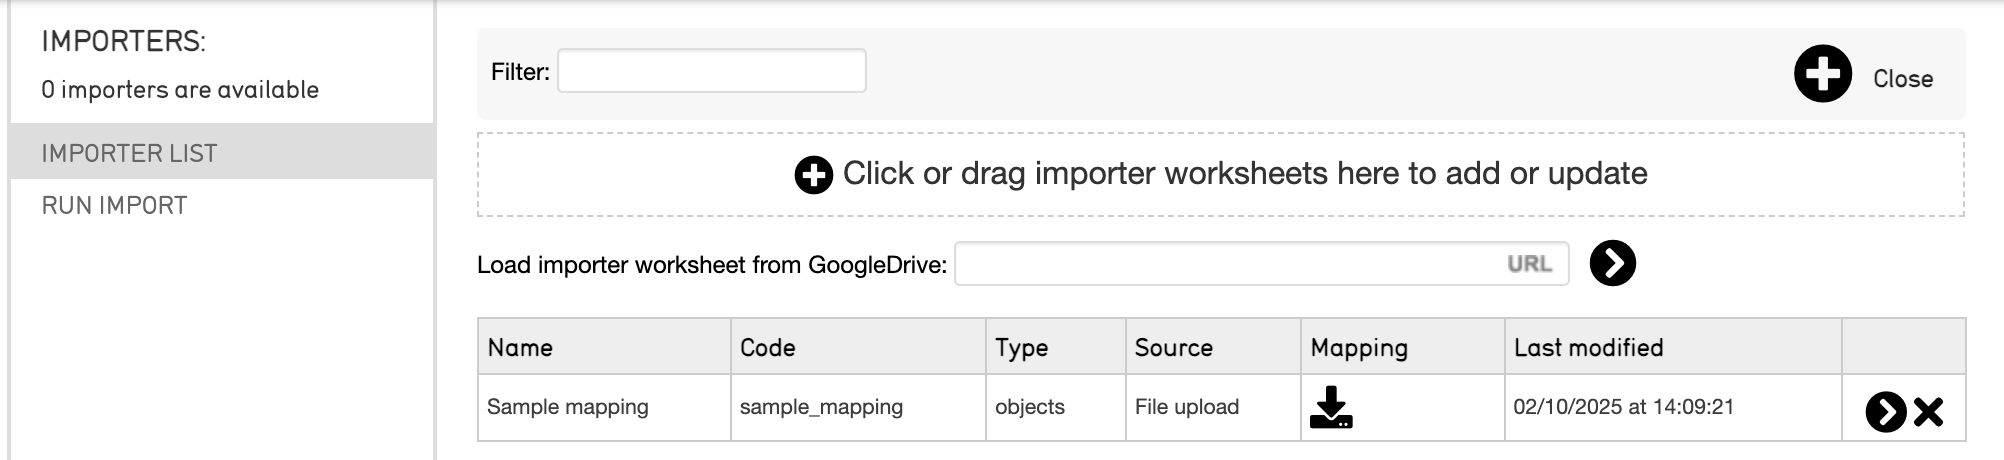 IMPORTERS:
0 importers are available
IMPORTER LIST
RUN IMPORT
Filter:
Close
Click or drag importer worksheets here to add or update
Load importer worksheet from GoogleDrive: URL
Name Code Type Source Mapping Last modified
Sample mapping sample_mapping objects File upload 02/10/2025 at 14:09:21